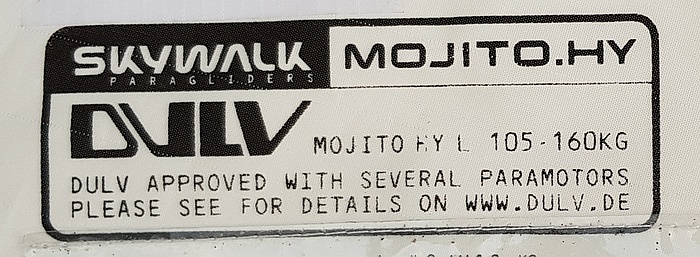 SKYWALK MOJITO.HY
PARAGLIDERS
DULV MOJITO HY L 105-160KG
DULV APPROVED WITH SEVERAL PARAMOTORS
PLEASE SEE FOR DETAILS ON WWW.DULV.DE